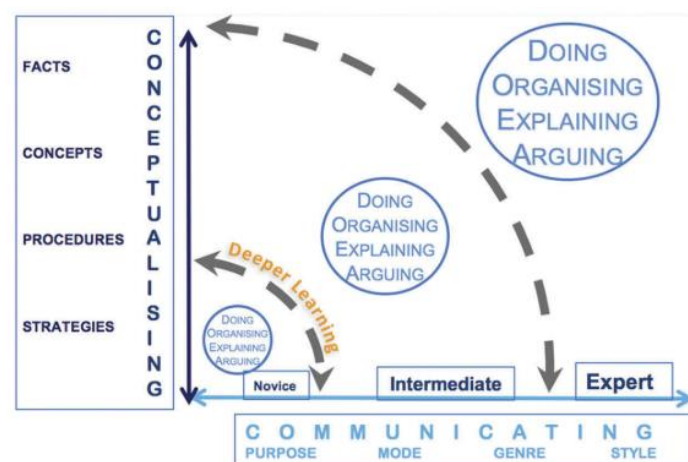 FACTS
CONCEPTS
PROCEDURES
STRATEGIES
CONCEPTUALISING
DOING
ORGANISING
EXPLAINING
ARGUING
DOING
ORGANISING
EXPLAINING
ARGUING
Deeper Learning
DOING
ORGANISING
EXPLAINING
ARGUING
Novice
Intermediate
Expert
COMMUNICATING
PURPOSE MODE GENRE STYLE